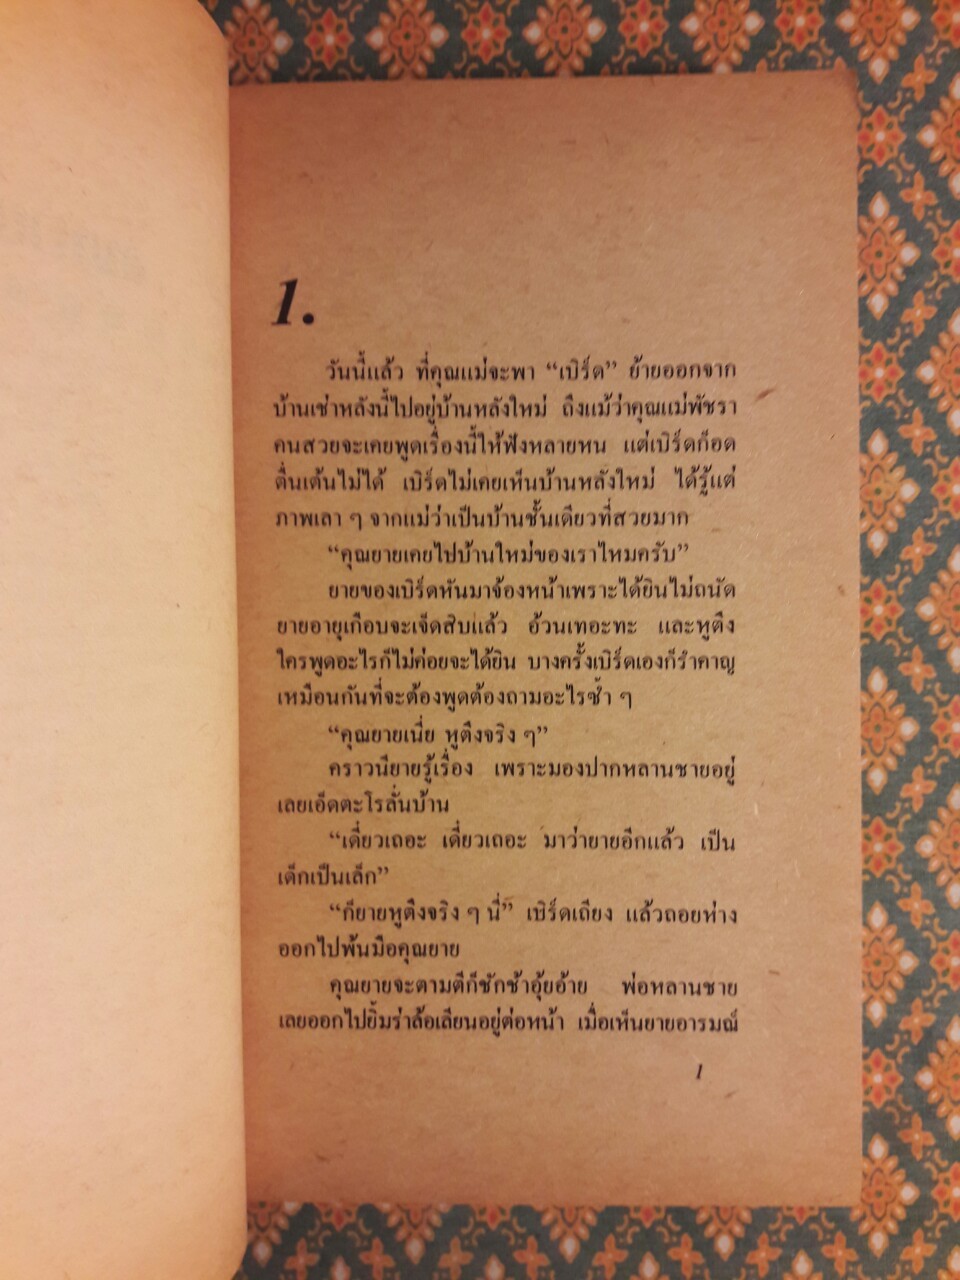 1.
วันนี้แล้ว ที่คุณแม่จะพา “เบิร์ด” ย้ายออกจาก
บ้านเช่าหลังนี้ไปอยู่บ้านหลังใหม่ ถึงแม้ว่าคุณแม่พัชรา
คนสวยจะเคยพูดเรื่องนี้ให้ฟังหลายหน แต่เบิร์ดก็อด
ตื่นเต้นไม่ได้ เบิร์ดไม่เคยเห็นบ้านหลังใหม่ ได้รู้แต่
ภาพเลา ๆ จากแม่ว่าเป็นบ้านชั้นเดียวที่สวยมาก
“คุณยายเคยไปบ้านใหม่ของเราไหมครับ”
ยายของเบิร์ดหันมาจ้องหน้าเพราะได้ยินไม่ถนัด
ยายอายุเกือบจะเจ็ดสิบแล้ว อ้วนเทอะทะ และหูตึง
ใครพูดอะไรก็ไม่ค่อยจะได้ยิน บางครั้งเบิร์ดเองก็รำคาญ
เหมือนกันที่จะต้องพูดต้องถามอะไรซ้ำ ๆ
“คุณยายเนี่ย หูตึงจริง ๆ”
คราวนี้ยายรู้เรื่อง เพราะมองปากหลานชายอยู่
เลยเอ็ดตะโรลั่นบ้าน
“เดี๋ยวเถอะ เดี๋ยวเถอะ มาว่ายายอีกแล้ว เป็น
เด็กเป็นเล็ก”
“ก็ยายหูตึงจริง ๆ นี่” เบิร์ดเถียง แล้วถอยห่าง
ออกไปพ้นมือคุณยาย
คุณยายจะตามตีก็ชักช้าอุ้ยอ้าย พ่อหลานชาย
เลยออกไปยิ้มร่าล้อเลียนอยู่ต่อหน้า เมื่อเห็นยายอารมณ์
1